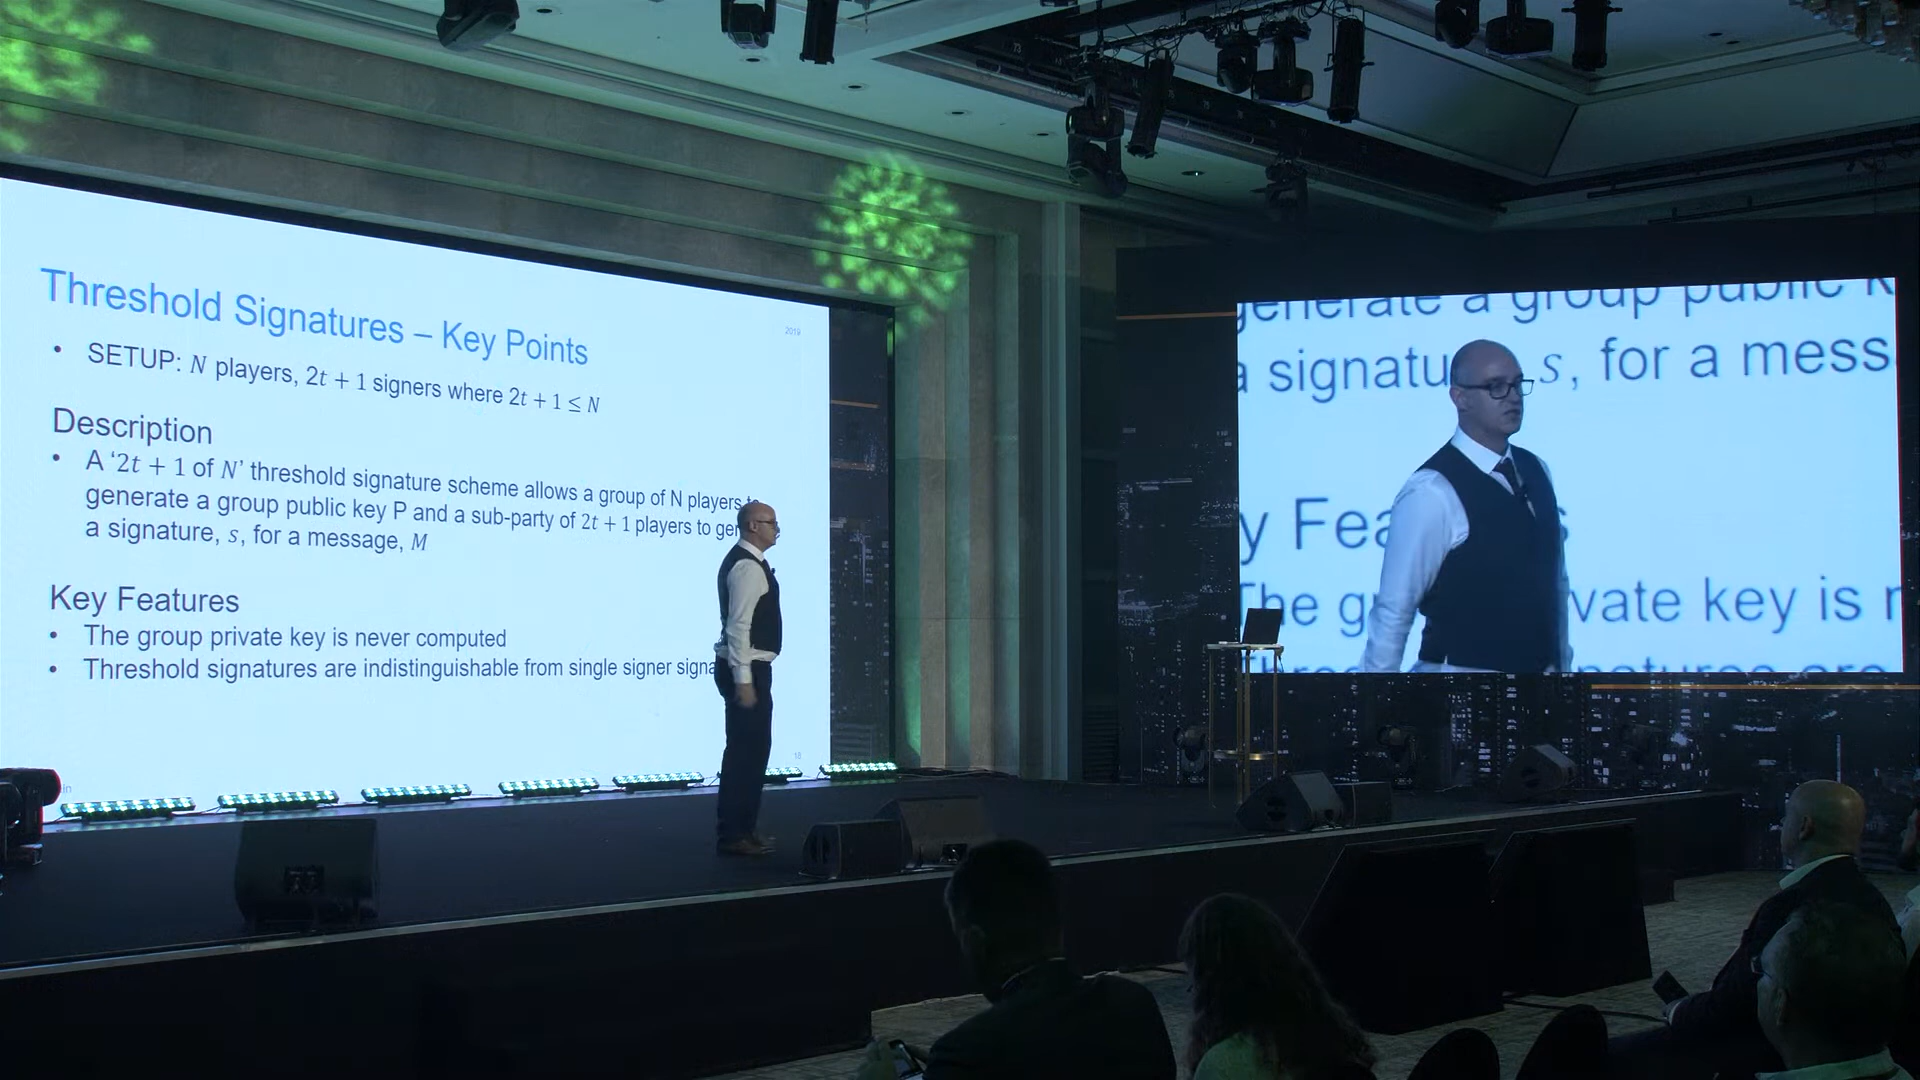 Threshold Signatures – Key Points
2019
• SETUP: N players, 2t + 1 signers where 2t + 1 ≤ N
Description
• A ‘2t + 1 of N’ threshold signature scheme allows a group of N players
generate a group public key P and a sub-party of 2t + 1 players to
a signature, s, for a message, M
Key Features
• The group private key is never computed
• Threshold signatures are indistinguishable from single signer
18
generate a group public
a signatu s, for a mess
y Fea s
The g vate key is